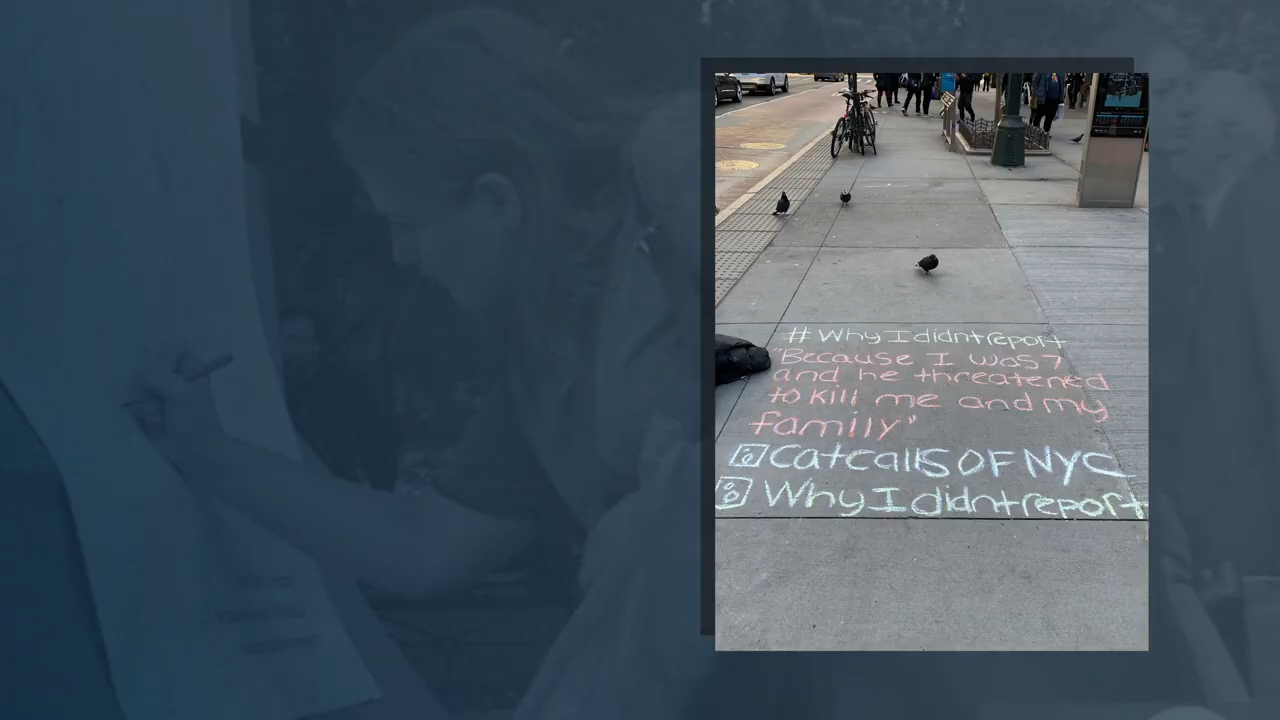 #WhyIdidntreport
"Because I was 7
and he threatened
to kill me and my
family"
@CatcallsOFNYC
WhyIdidntreport